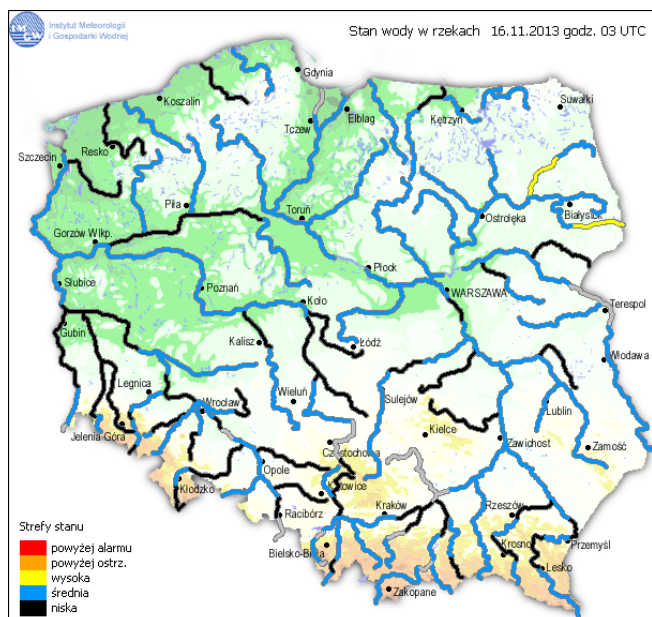 IMGW
Instytut Meteorologii
i Gospodarki Wodnej
Stan wody w rzekach 16.11.2013 godz. 03 UTC
Gdynia
Koszalin
Suwałki
Tczew
Elbląg
Kętrzyn
Resko
Szczecin
Piła
Toruń
Ostrołęka
Białystok
Gorzów Wlkp.
Płock
Słubice
Poznań
Koło
WARSZAWA
Terespol
Gubin
Kalisz
Łódź
Włodawa
Legnica
Wrocław
Wieluń
Sulejów
Lublin
Jelenia Góra
Kielce
Zawichost
Zamość
Częstochowa
Opole
Kłodzko
Katowice
Racibórz
Kraków
Rzeszów
Przemyśl
Krosno
Bielsko-Biała
Lesko
Zakopane
Strefy stanu
powyżej alarmu
powyżej ostrz.
wysoka
średnia
niska